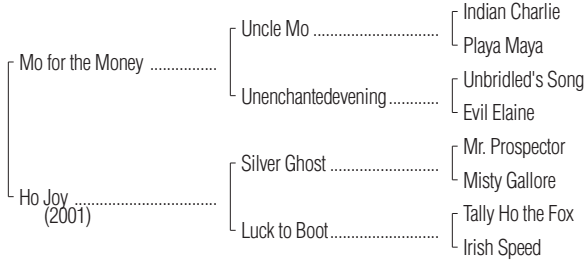 Indian Charlie
Uncle Mo ......................................
Playa Maya
Mo for the Money ....................
Unbridled's Song
Unenchantedevening ...............
Evil Elaine
Mr. Prospector
Silver Ghost .................................
Misty Gallore
Ho Joy ...........................................
(2001)
Tally Ho the Fox
Luck to Boot.................................
Irish Speed